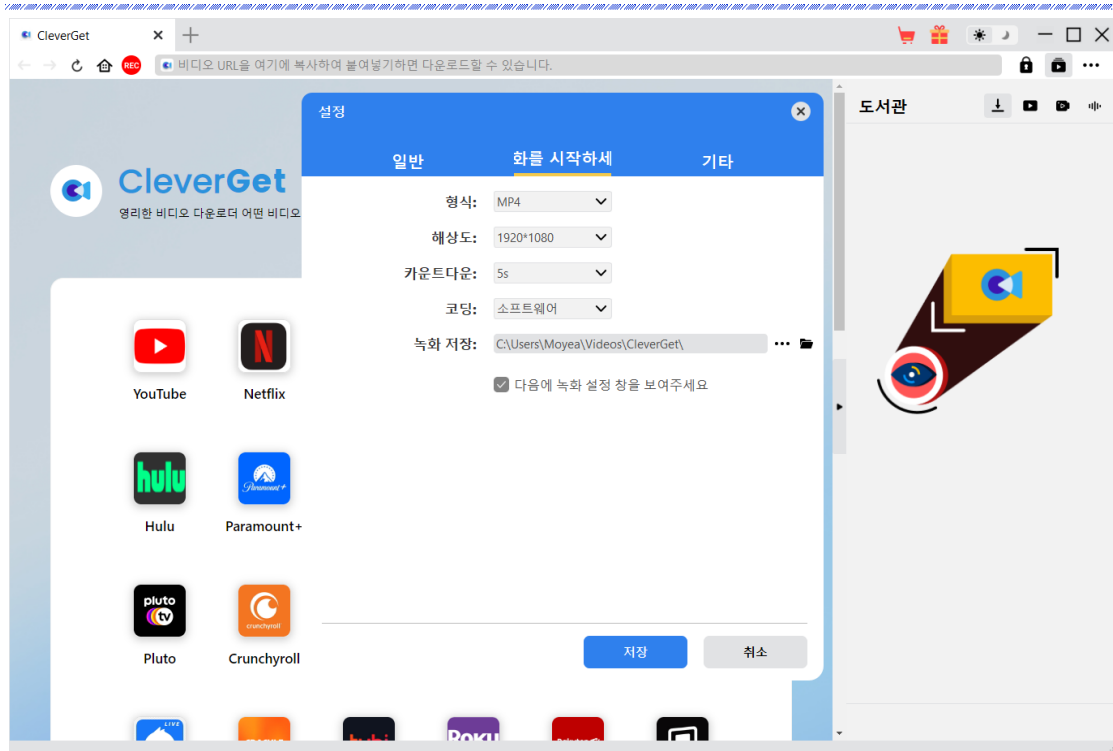 CleverGet
REC
비디오 URL을 여기에 복사하여 붙여넣기하면 다운로드할 수 있습니다.
설정
도서관
일반
화를 시작하세
기타
CleverGet
영리한 비디오 다운로더 어떤 비디오
형식:
MP4
해상도:
1920*1080
카운트다운:
5s
코딩:
소프트웨어
녹화 저장:
C:\Users\Moyea\Videos\CleverGet\
다음에 녹화 설정 창을 보여주세요
YouTube
Netflix
hulu
Paramount+
Hulu
Paramount+
pluto
tv
crunchyroll
Pluto
Crunchyroll
저장
취소
LIVE